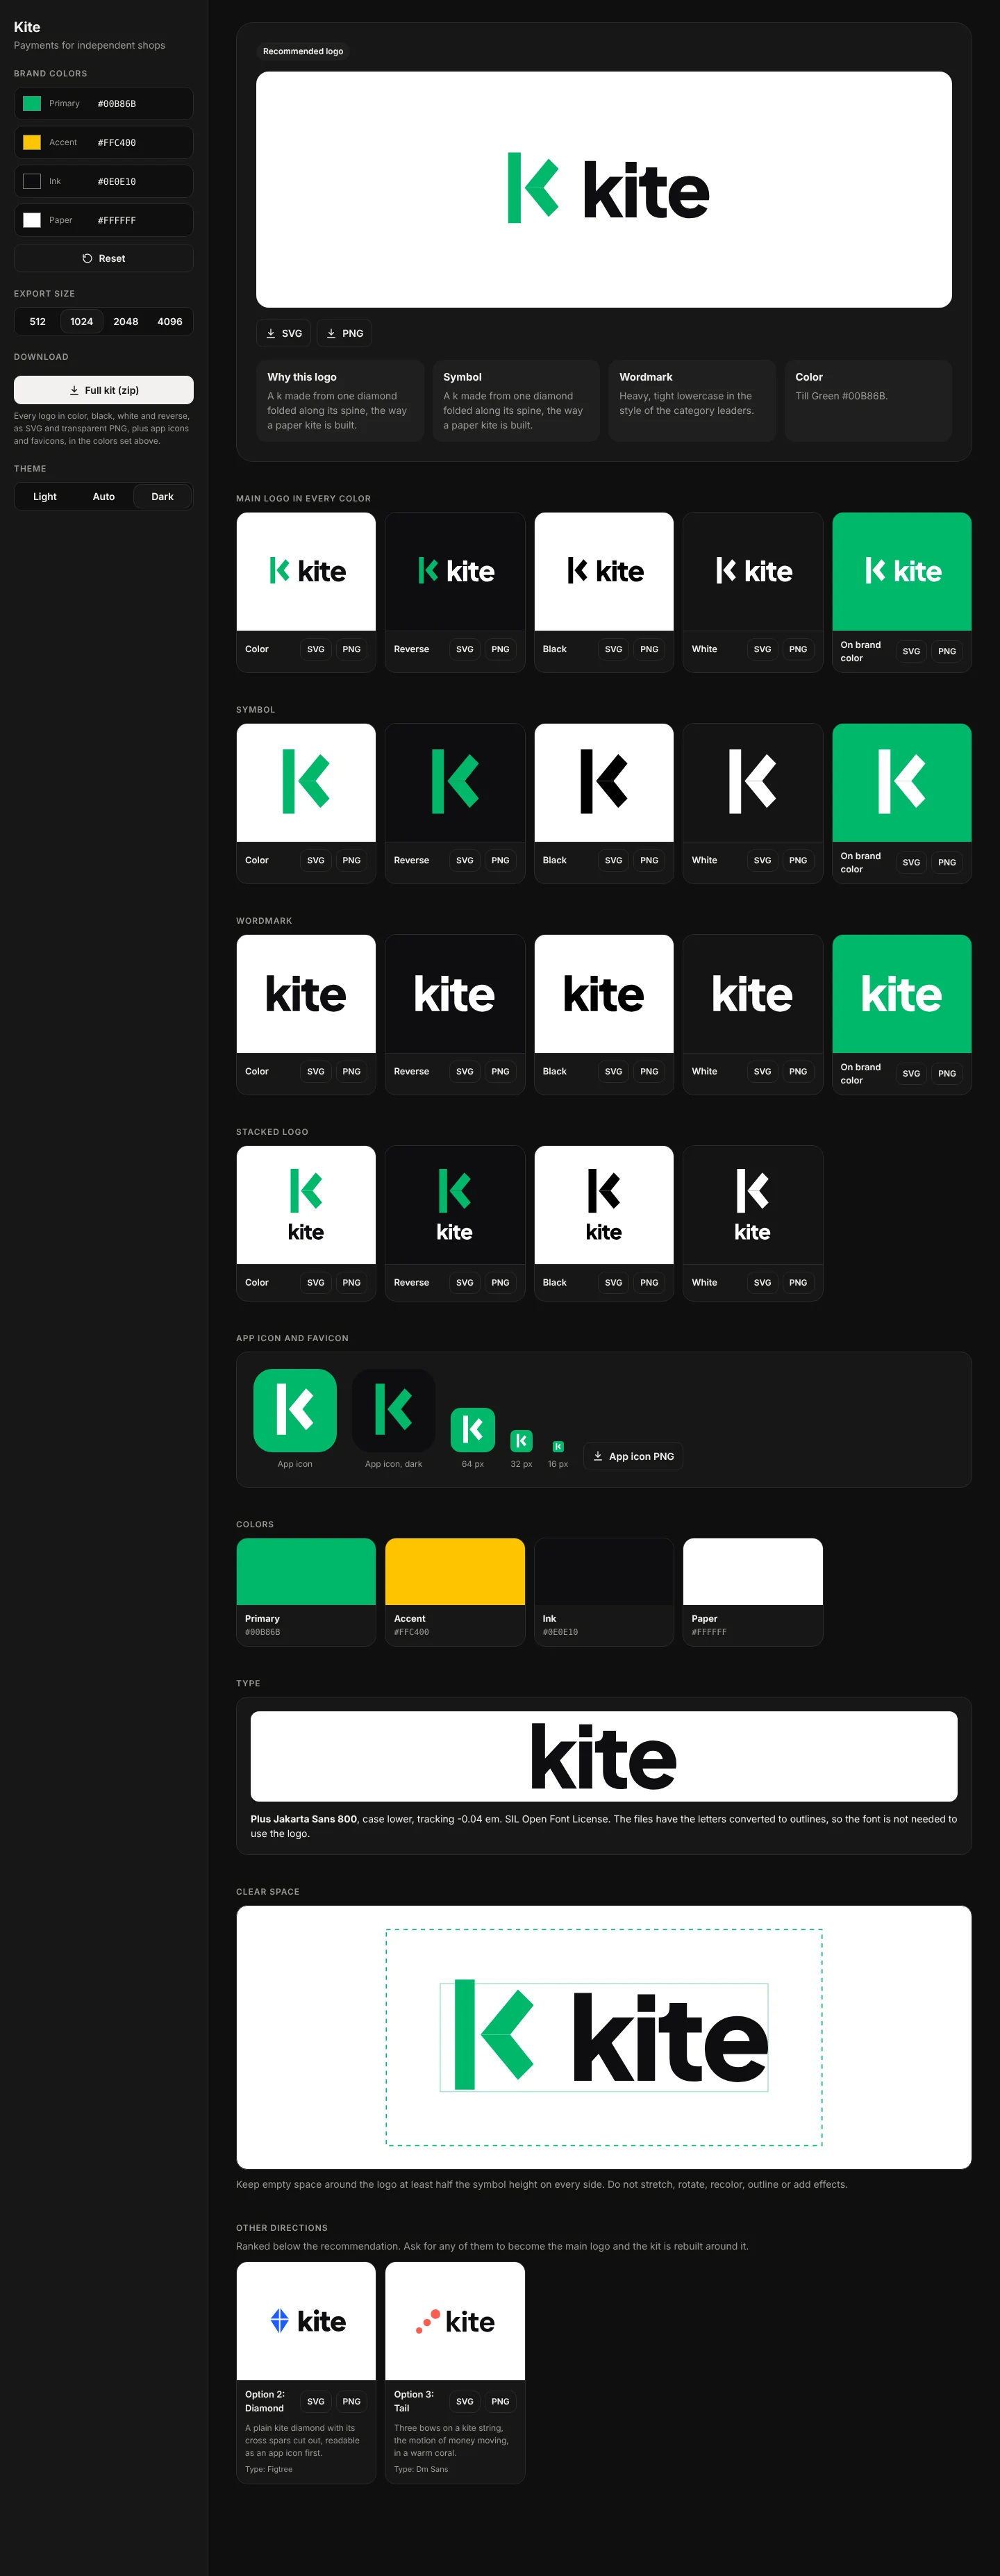 Kite
Payments for independent shops
BRAND COLORS
Primary #00B86B
Accent #FFC400
Ink #0E0E10
Paper #FFFFFF
Reset
EXPORT SIZE
512 1024 2048 4096
DOWNLOAD
Full kit (zip)
Every logo in color, black, white and reverse,
as SVG and transparent PNG, plus app icons
and favicons, in the colors set above.
THEME
Light Auto Dark
Recommended logo
kite
SVG PNG
Why this logo
A k made from one diamond
folded along its spine, the way
a paper kite is built.
Symbol
A k made from one diamond
folded along its spine, the way
a paper kite is built.
Wordmark
Heavy, tight lowercase in the
style of the category leaders.
Color
Till Green #00B86B.
MAIN LOGO IN EVERY COLOR
kite kite kite kite kite
Color SVG PNG
Reverse SVG PNG
Black SVG PNG
White SVG PNG
On brand
color SVG PNG
SYMBOL
Color SVG PNG
Reverse SVG PNG
Black SVG PNG
White SVG PNG
On brand
color SVG PNG
WORDMARK
kite kite kite kite kite
Color SVG PNG
Reverse SVG PNG
Black SVG PNG
White SVG PNG
On brand
color SVG PNG
STACKED LOGO
kite kite kite kite
Color SVG PNG
Reverse SVG PNG
Black SVG PNG
White SVG PNG
APP ICON AND FAVICON
App icon App icon, dark 64 px 32 px 16 px App icon PNG
COLORS
Primary
#00B86B
Accent
#FFC400
Ink
#0E0E10
Paper
#FFFFFF
TYPE
kite
Plus Jakarta Sans 800, case lower, tracking -0.04 em. SIL Open Font License. The files have the letters converted to outlines, so the font is not needed to
use the logo.
CLEAR SPACE
kite
Keep empty space around the logo at least half the symbol height on every side. Do not stretch, rotate, recolor, outline or add effects.
OTHER DIRECTIONS
Ranked below the recommendation. Ask for any of them to become the main logo and the kit is rebuilt around it.
kite
Option 2:
Diamond
SVG PNG
A plain kite diamond with its
cross spars cut out, readable
as an app icon first.
Type: Figtree
kite
Option 3:
Tail
SVG PNG
Three bows on a kite string,
the motion of money moving,
in a warm coral.
Type: Dm Sans